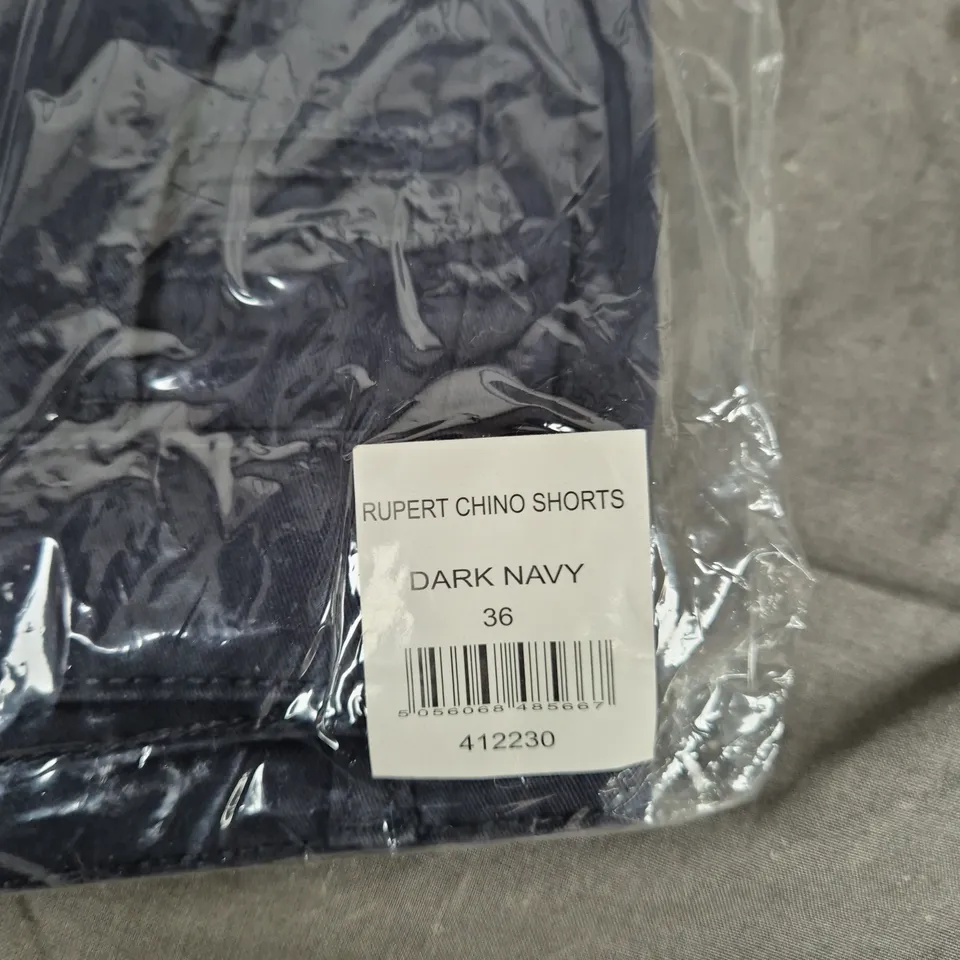 RUPERT CHINO SHORTS
DARK NAVY
36
5 056068 485667
412230